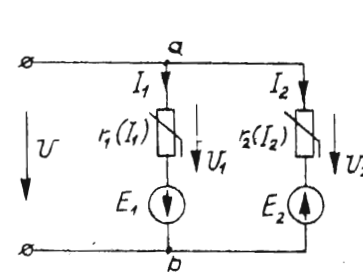 a
I₁ I₂
r₁(I₁) r₂(I₂)
U U₁ U₂
E₁ E₂
b